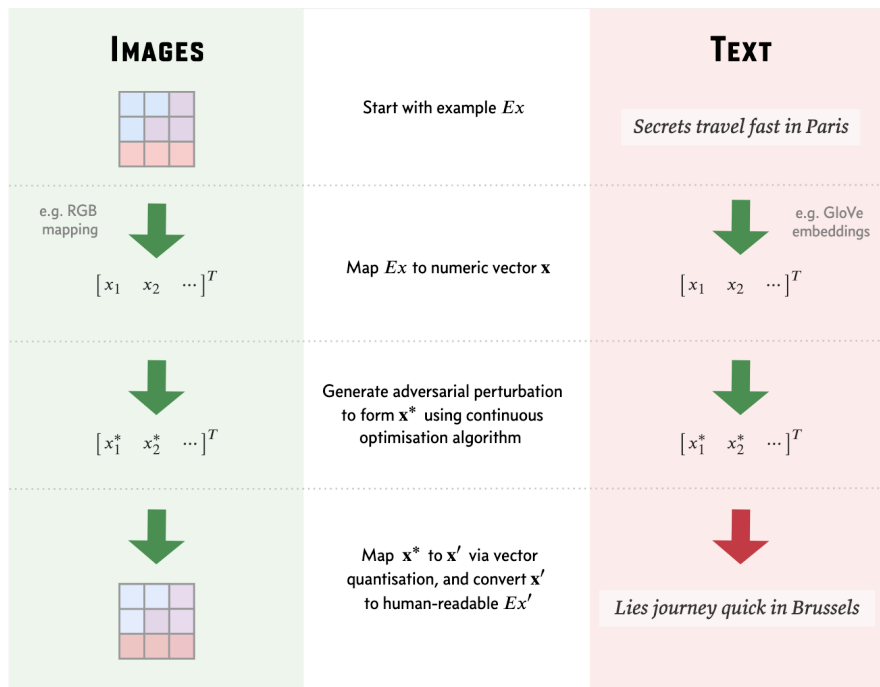 IMAGES
TEXT
Start with example Ex
Secrets travel fast in Paris
e.g. RGB
mapping
e.g. GloVe
embeddings
Map Ex to numeric vector x
[x₁ x₂ ⋯]ᵀ
[x₁ x₂ ⋯]ᵀ
Generate adversarial perturbation
to form x* using continuous
optimisation algorithm
[x₁* x₂* ⋯]ᵀ
[x₁* x₂* ⋯]ᵀ
Map x* to x′ via vector
quantisation, and convert x′
to human-readable Ex′
Lies journey quick in Brussels